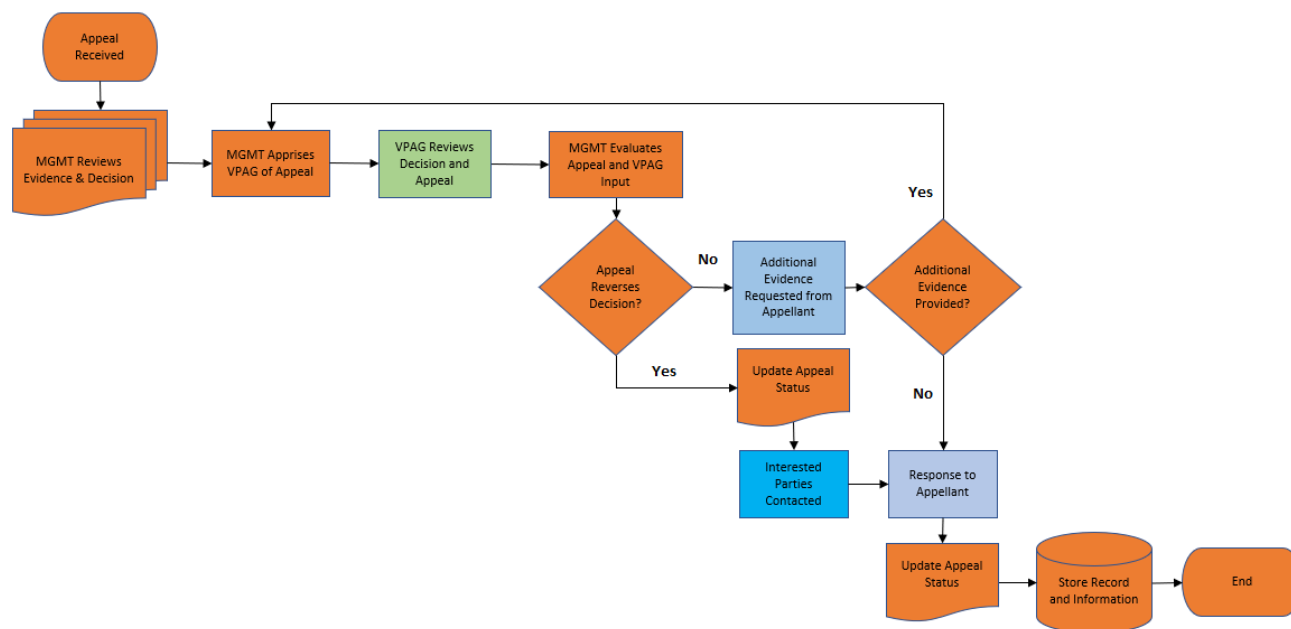 Appeal
Received
MGMT Reviews
Evidence & Decision
MGMT Apprises
VPAG of Appeal
VPAG Reviews
Decision and
Appeal
MGMT Evaluates
Appeal and VPAG
Input
Yes
Appeal
Reverses
Decision?
No
Additional
Evidence
Requested from
Appellant
Additional
Evidence
Provided?
Yes
Update Appeal
Status
No
Interested
Parties
Contacted
Response to
Appellant
Update Appeal
Status
Store Record
and Information
End